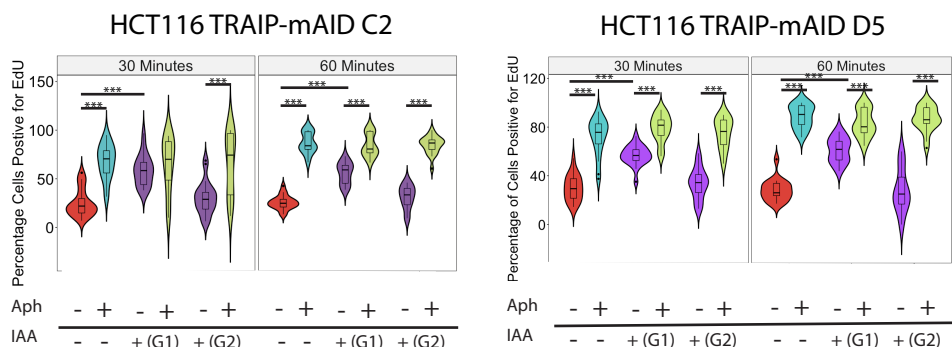 HCT116 TRAIP-mAID C2
Percentage Cells Positive for EdU
30 Minutes
60 Minutes
150
100
50
0
***
***
***
***
***
***
***
Aph - + - + - + - + - + - +
IAA - - + (G1) + (G2) - - + (G1) + (G2)
HCT116 TRAIP-mAID D5
Percentage of Cells Positive for EdU
30 Minutes
60 Minutes
120
80
40
0
***
***
***
***
***
***
***
***
Aph - + - + - + - + - + - +
IAA - - + (G1) + (G2) - - + (G1) + (G2)